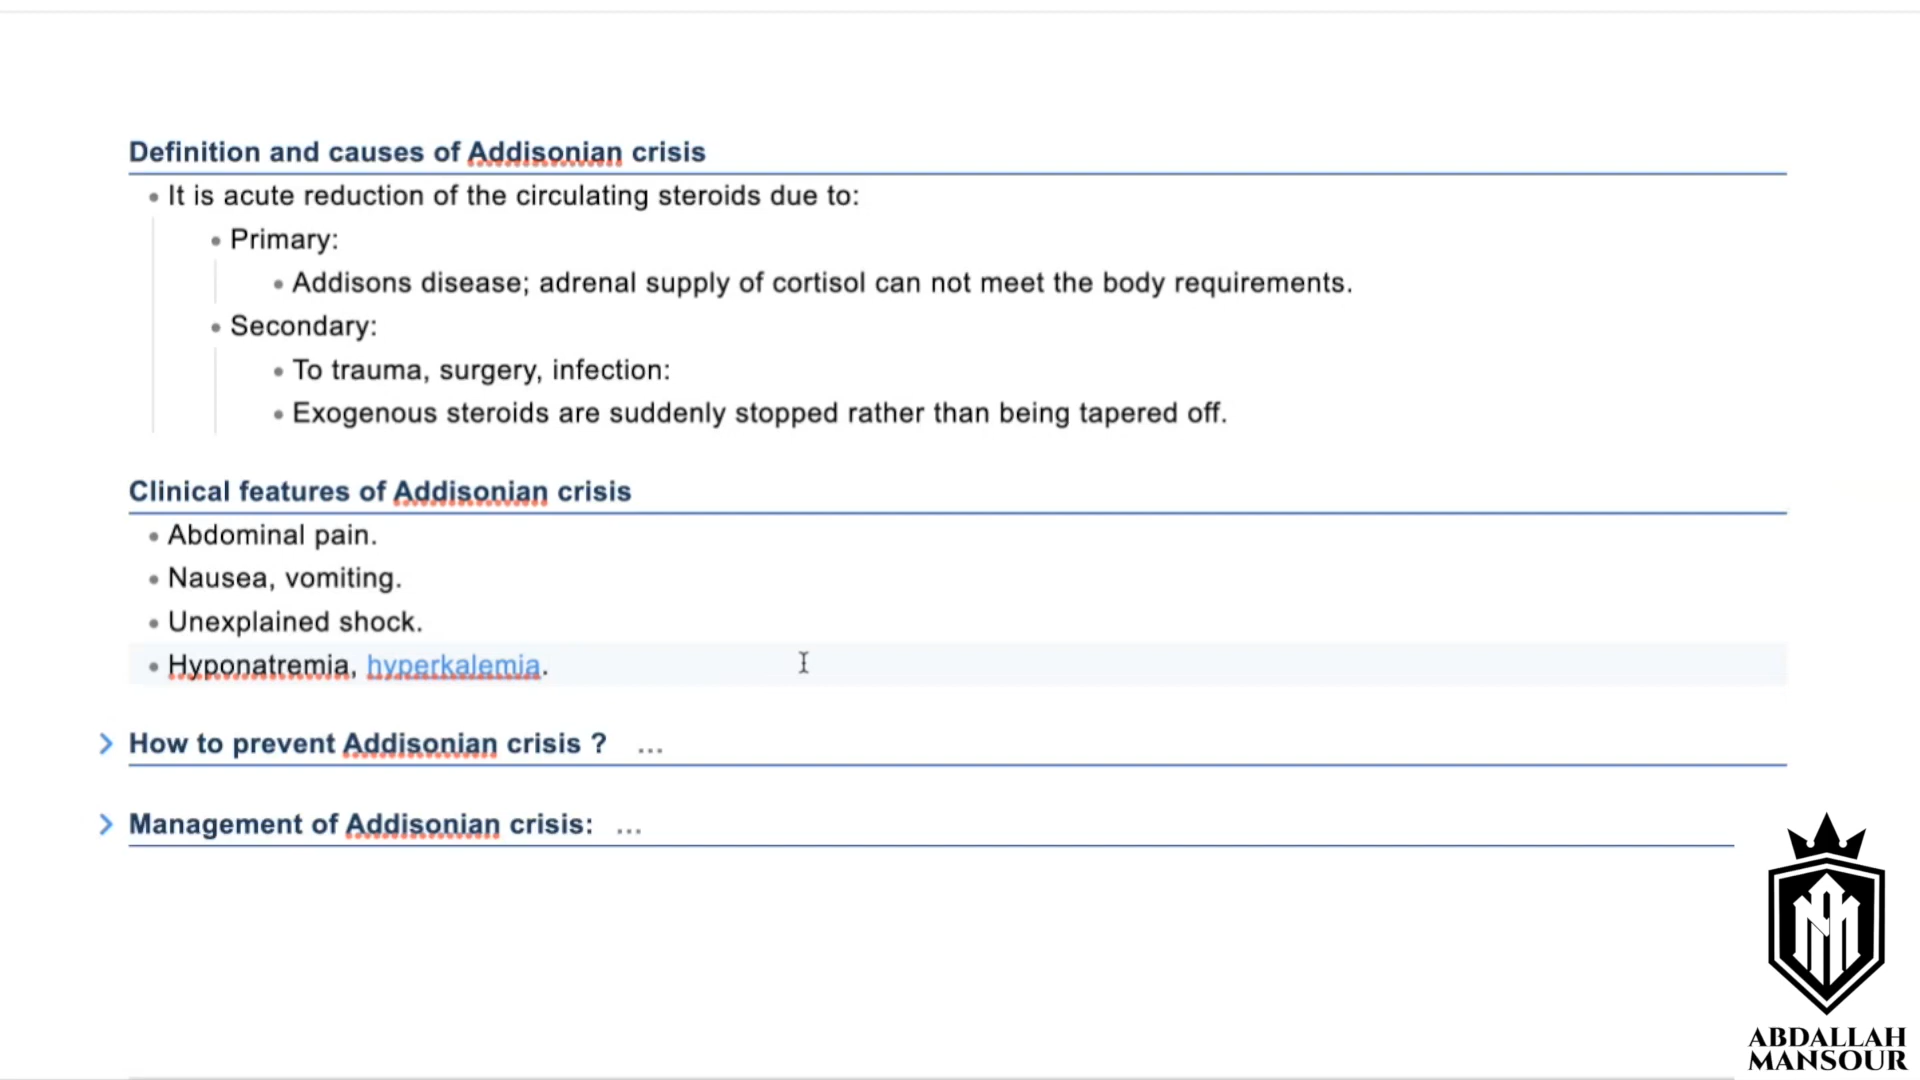 Definition and causes of Addisonian crisis
• It is acute reduction of the circulating steroids due to:
• Primary:
• Addisons disease; adrenal supply of cortisol can not meet the body requirements.
• Secondary:
• To trauma, surgery, infection:
• Exogenous steroids are suddenly stopped rather than being tapered off.
Clinical features of Addisonian crisis
• Abdominal pain.
• Nausea, vomiting.
• Unexplained shock.
• Hyponatremia, hyperkalemia.
How to prevent Addisonian crisis ? ...
Management of Addisonian crisis: ...
ABDALLAH
MANSOUR